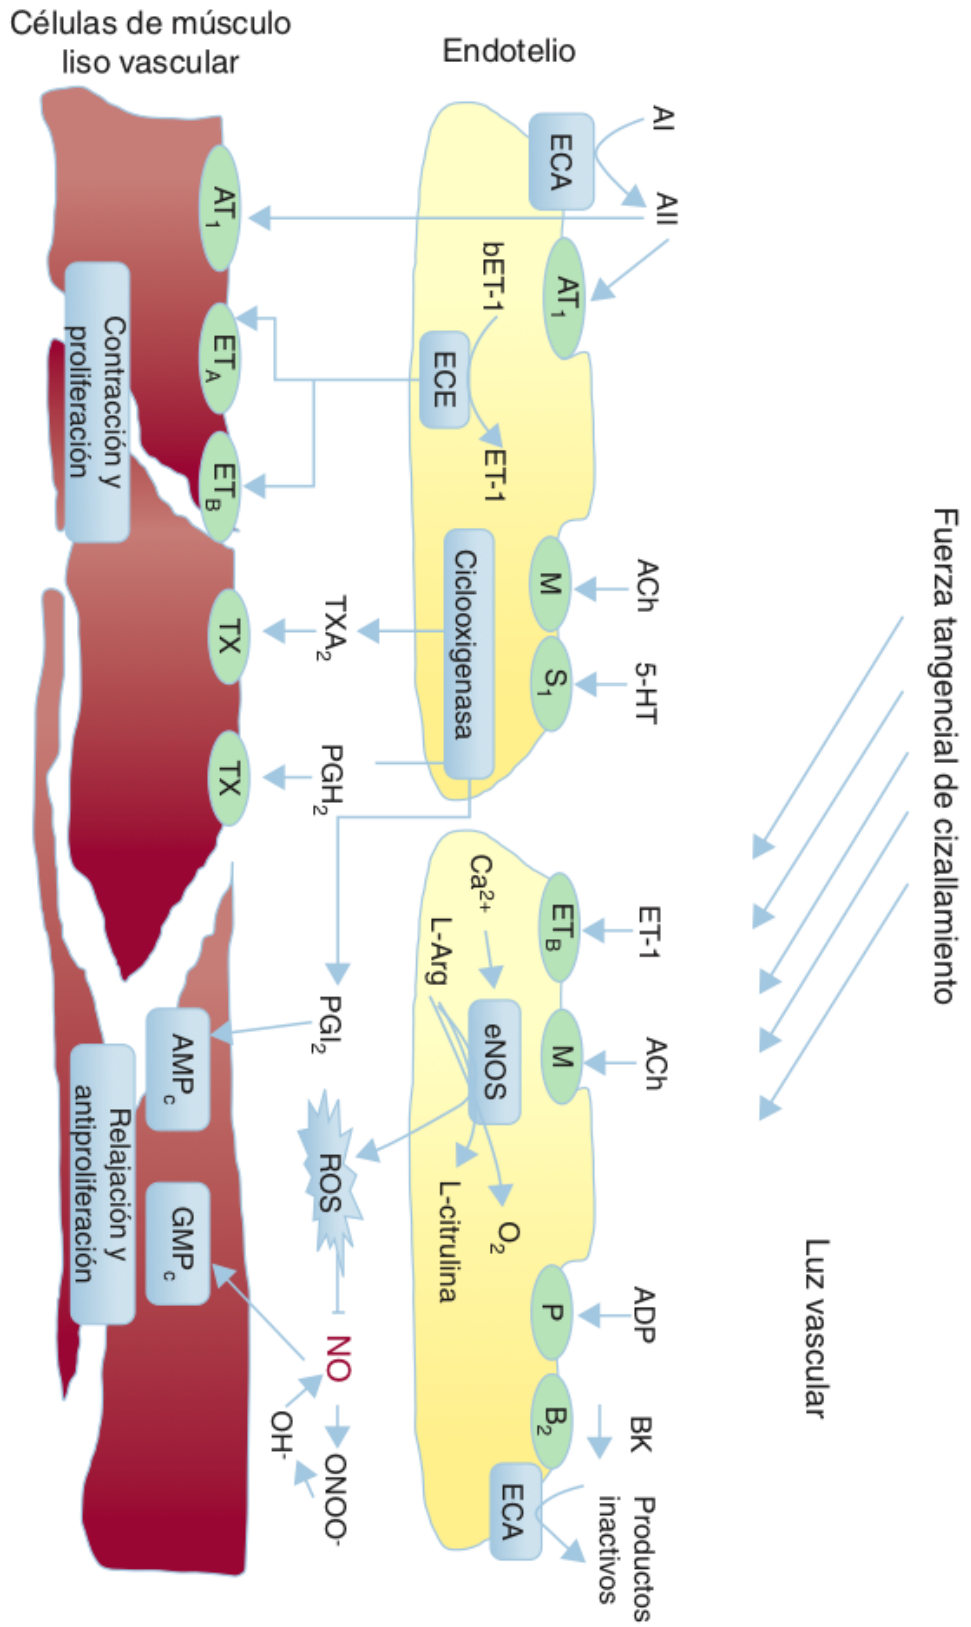 Células de músculo
liso vascular
Endotelio
Fuerza tangencial de cizallamiento
Luz vascular
AI
AII
ACh
5-HT
ET-1
ACh
ADP
BK
Productos
inactivos
ECA
AT1
M
S1
ETB
M
P
B2
ECA
bET-1
ECE
ET-1
Ciclooxigenasa
Ca2+
L-Arg
eNOS
L-citrulina
O2
TXA2
PGH2
PGI2
ROS
NO
ONOO-
OH-
AT1
ETA
ETB
TX
TX
AMPc
GMPc
Contracción y
proliferación
Relajación y
antiproliferación